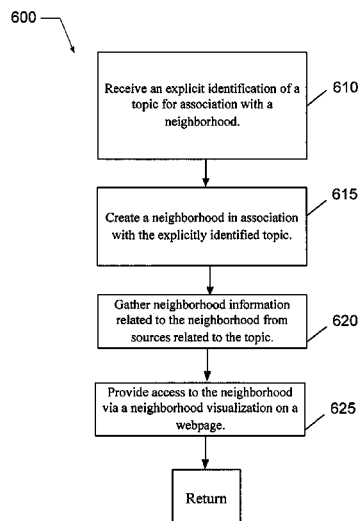 600
Receive an explicit identification of a
topic for association with a
neighborhood.
610
Create a neighborhood in association
with the explicitly identified topic.
615
Gather neighborhood information
related to the neighborhood from
sources related to the topic.
620
Provide access to the neighborhood
via a neighborhood visualization on a
webpage.
625
Return